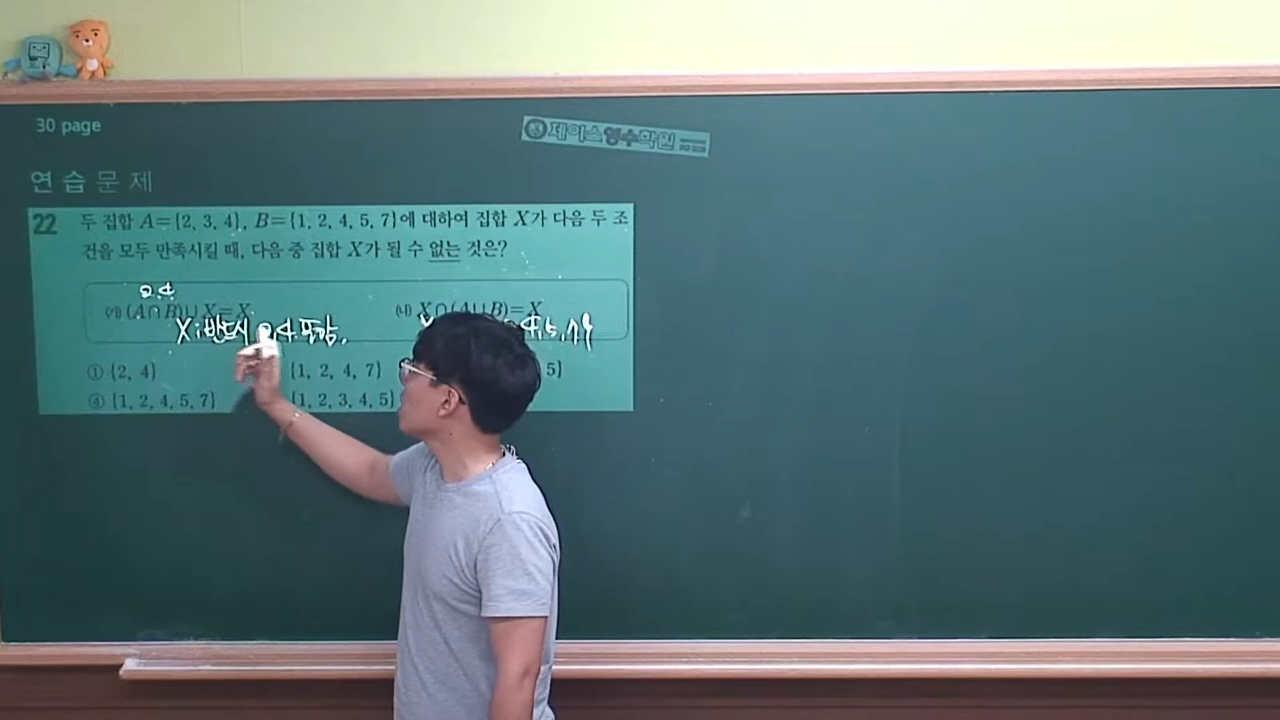 30 page
제이스영수학원
연습문제
22 두 집합 A={2, 3, 4}, B={1, 2, 4, 5, 7}에 대하여 집합 X가 다음 두 조
건을 모두 만족시킬 때, 다음 중 집합 X가 될 수 없는 것은?
2, 4
(가) (A∩B)∪X=X (나) X∩(A∪B)=X
X: 반드시 2, 4 포함. 4, 5, 7}
① {2, 4} {1, 2, 4, 7} 5}
④ {1, 2, 4, 5, 7} {1, 2, 3, 4, 5}